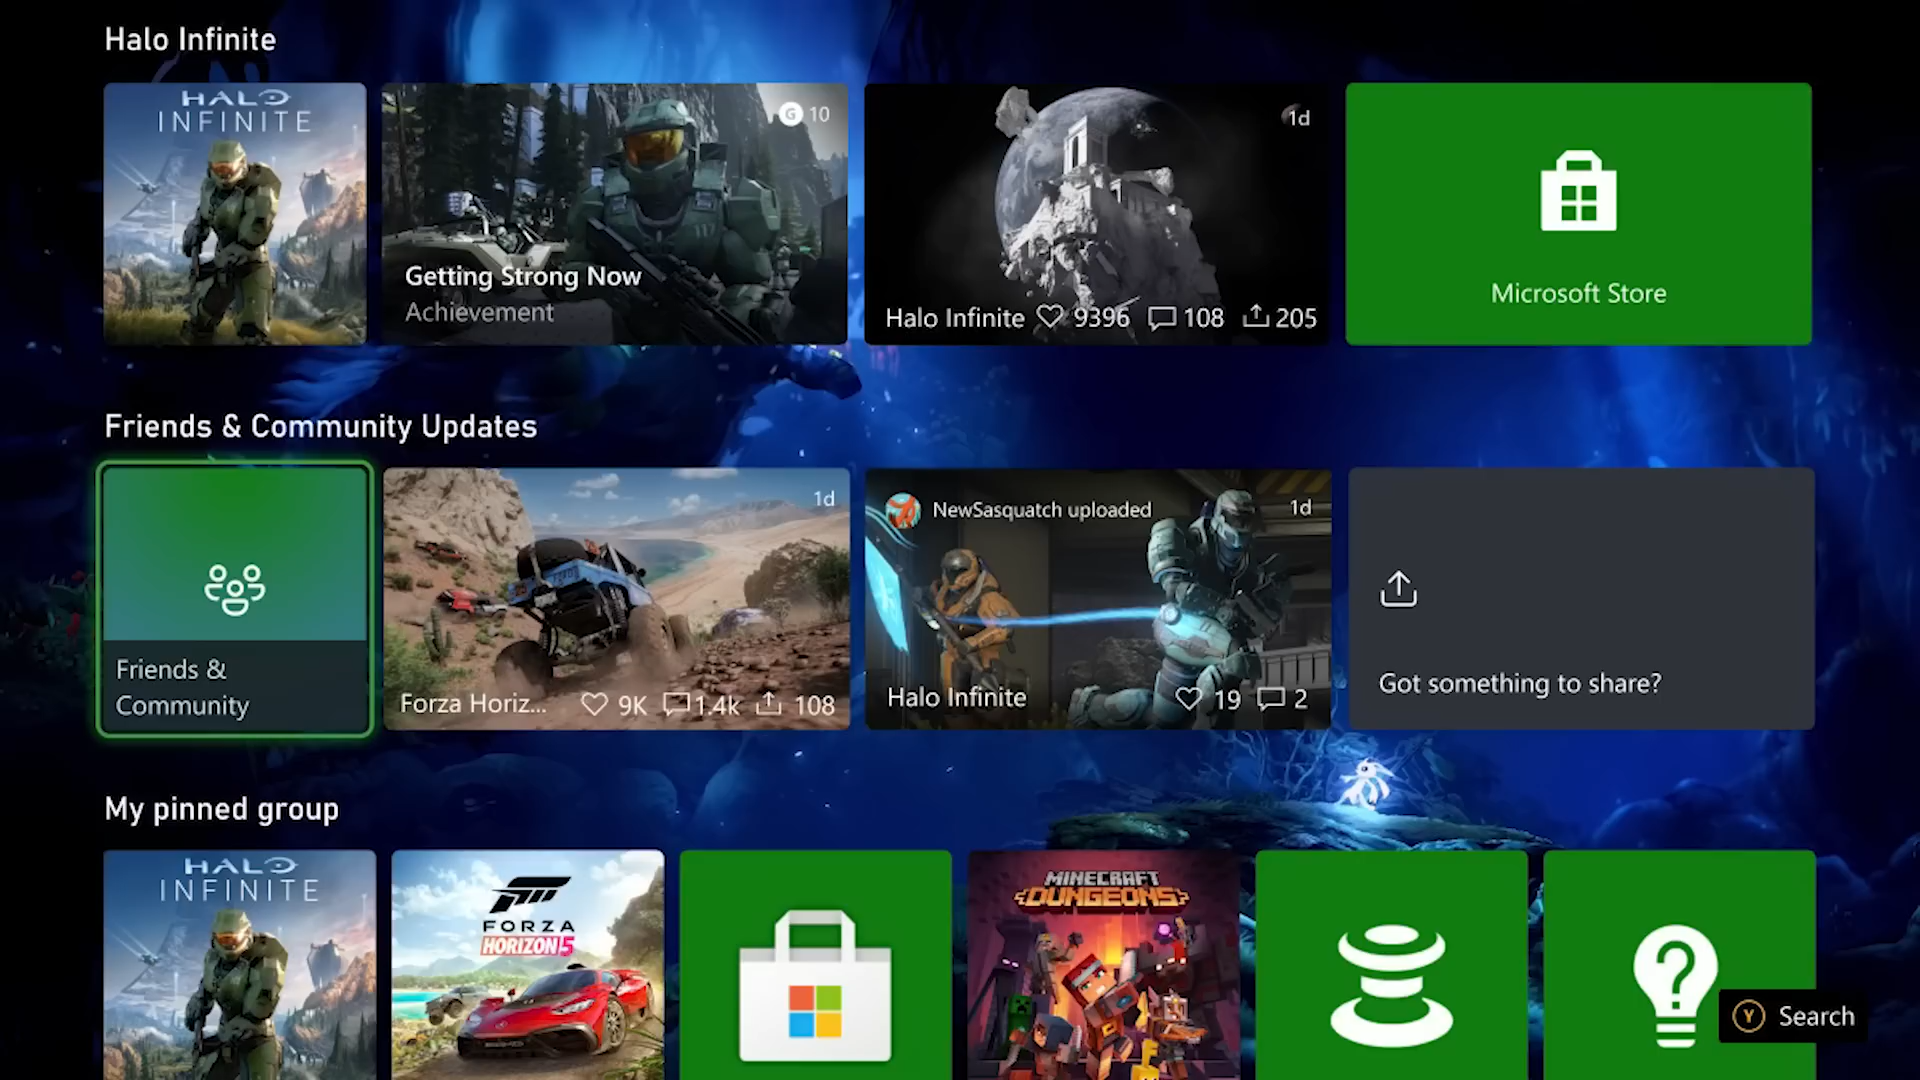 Halo Infinite
HALO
INFINITE
G 10
Getting Strong Now
Achievement
1d
Halo Infinite 9396 108 205
Microsoft Store
Friends & Community Updates
Friends &
Community
1d
Forza Horiz... 9K 1.4k 108
NewSasquatch uploaded 1d
Halo Infinite 19 2
Got something to share?
My pinned group
HALO
INFINITE
FORZA
HORIZON 5
MINECRAFT
DUNGEONS
?
Y Search